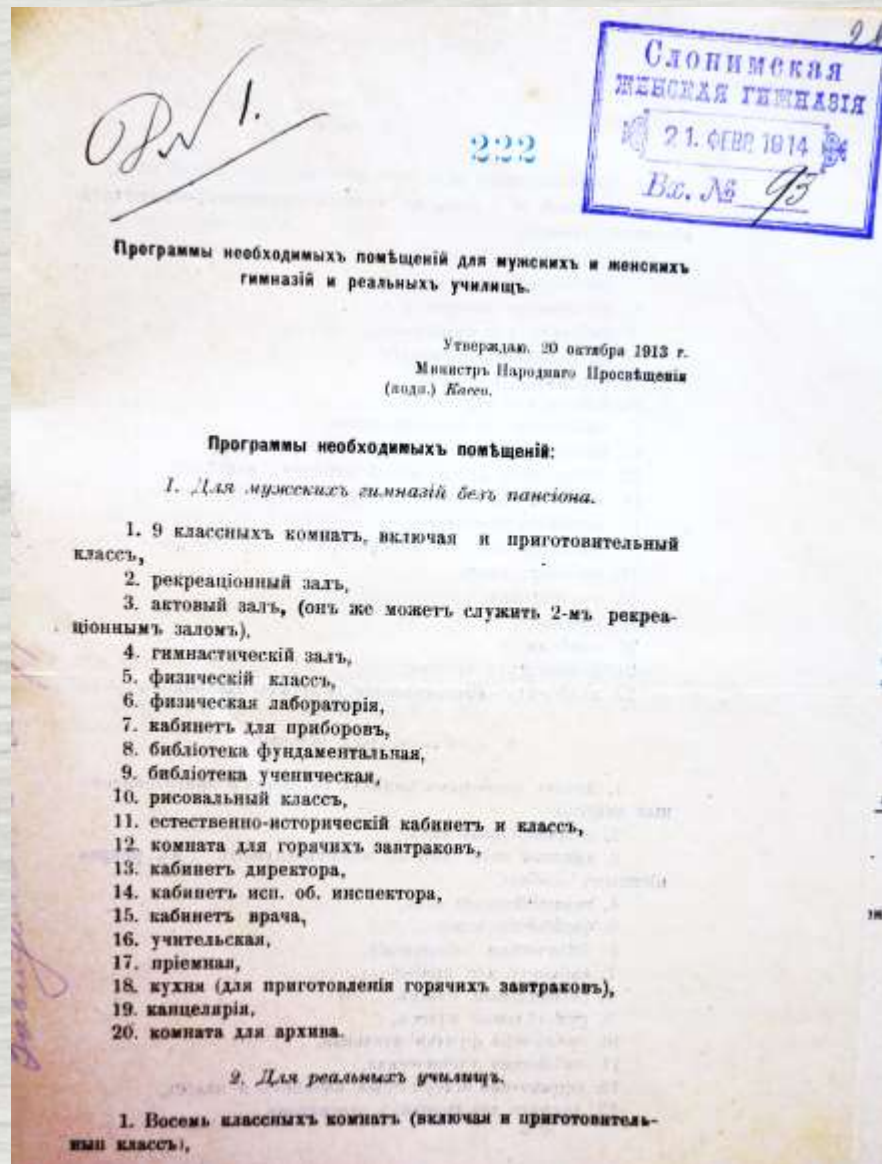 № 1.
222
Слонимская
ЖЕНСКАЯ ГИМНАЗІЯ
21. ФЕВР. 1914
Вх. № 93
Программы необходимыхъ помѣщеній для мужскихъ и женскихъ
гимназій и реальныхъ училищъ.
Утверждаю. 20 октября 1913 г.
Министръ Народнаго Просвѣщенія
(подп.) Кассо.
Программы необходимыхъ помѣщеній:
1. Для мужскихъ гимназій безъ пансіона.
1. 9 классныхъ комнатъ, включая и приготовительный
классъ,
2. рекреаціонный залъ,
3. актовый залъ, (онъ же можетъ служить 2-мъ рекреа-
ціоннымъ заломъ),
4. гимнастическій залъ,
5. физическій классъ,
6. физическая лабораторія,
7. кабинетъ для приборовъ,
8. библіотека фундаментальная,
9. библіотека ученическая,
10. рисовальный классъ,
11. естественно-историческій кабинетъ и классъ,
12. комната для горячихъ завтраковъ,
13. кабинетъ директора,
14. кабинетъ исп. об. инспектора,
15. кабинетъ врача,
16. учительская,
17. пріемная,
18. кухня (для приготовленія горячихъ завтраковъ),
19. канцелярія,
20. комната для архива.
2. Для реальныхъ училищъ.
1. Восемь классныхъ комнатъ (включая и приготовитель-
ный классъ),